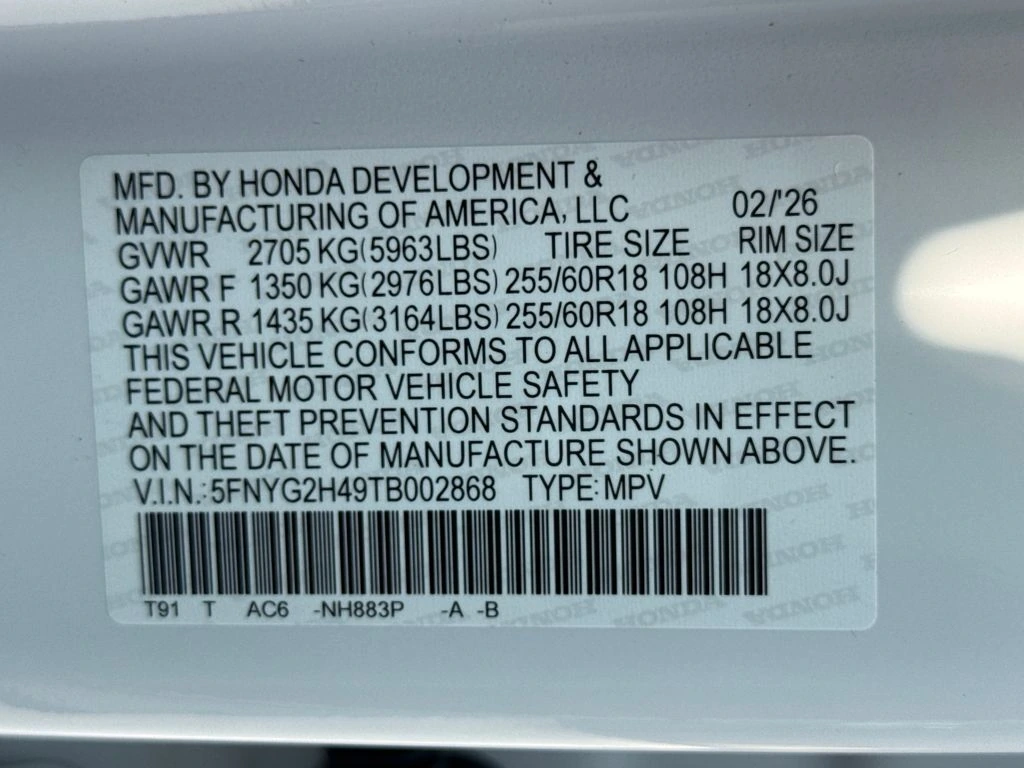 MFD. BY HONDA DEVELOPMENT &
MANUFACTURING OF AMERICA, LLC 02/'26
GVWR 2705 KG(5963LBS) TIRE SIZE RIM SIZE
GAWR F 1350 KG(2976LBS) 255/60R18 108H 18X8.0J
GAWR R 1435 KG(3164LBS) 255/60R18 108H 18X8.0J
THIS VEHICLE CONFORMS TO ALL APPLICABLE
FEDERAL MOTOR VEHICLE SAFETY
AND THEFT PREVENTION STANDARDS IN EFFECT
ON THE DATE OF MANUFACTURE SHOWN ABOVE.
V.I.N.: 5FNYG2H49TB002868 TYPE: MPV
T91 T AC6 -NH883P -A -B